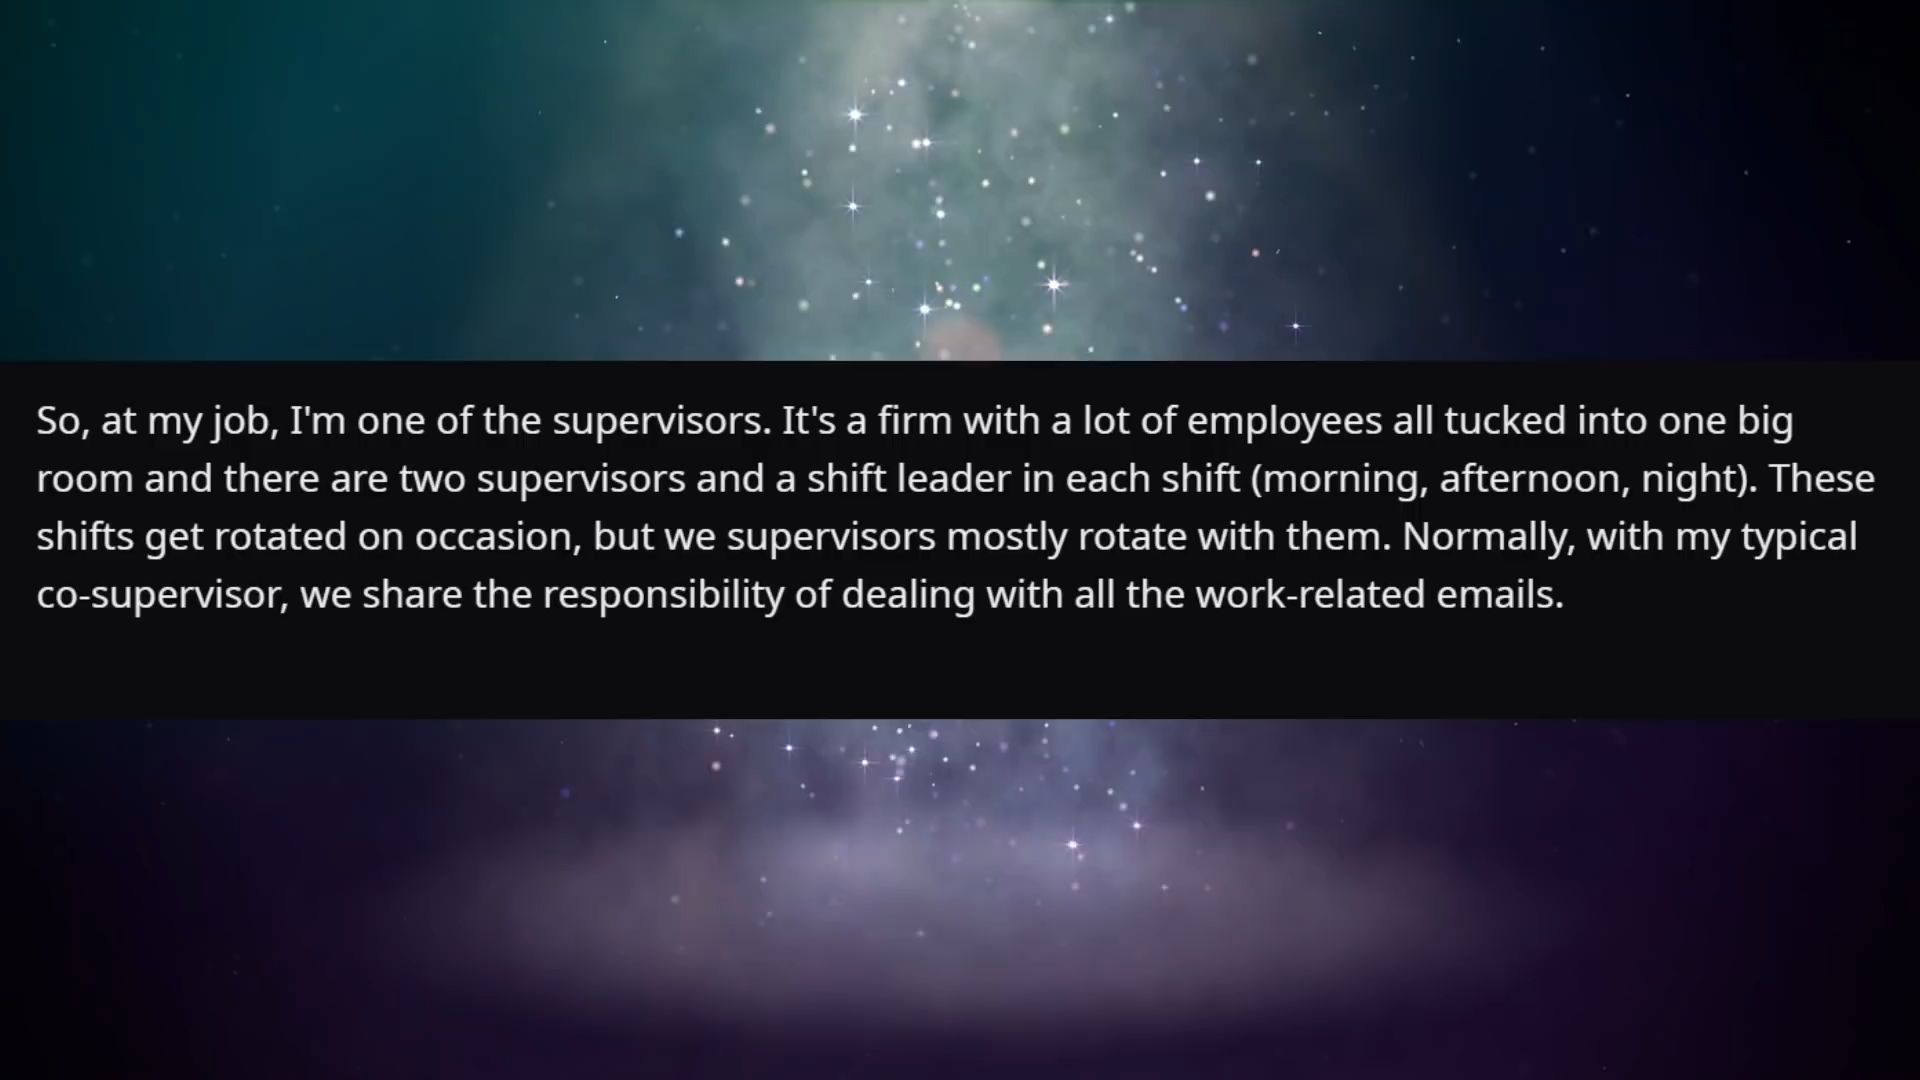 So, at my job, I'm one of the supervisors. It's a firm with a lot of employees all tucked into one big
room and there are two supervisors and a shift leader in each shift (morning, afternoon, night). These
shifts get rotated on occasion, but we supervisors mostly rotate with them. Normally, with my typical
co-supervisor, we share the responsibility of dealing with all the work-related emails.